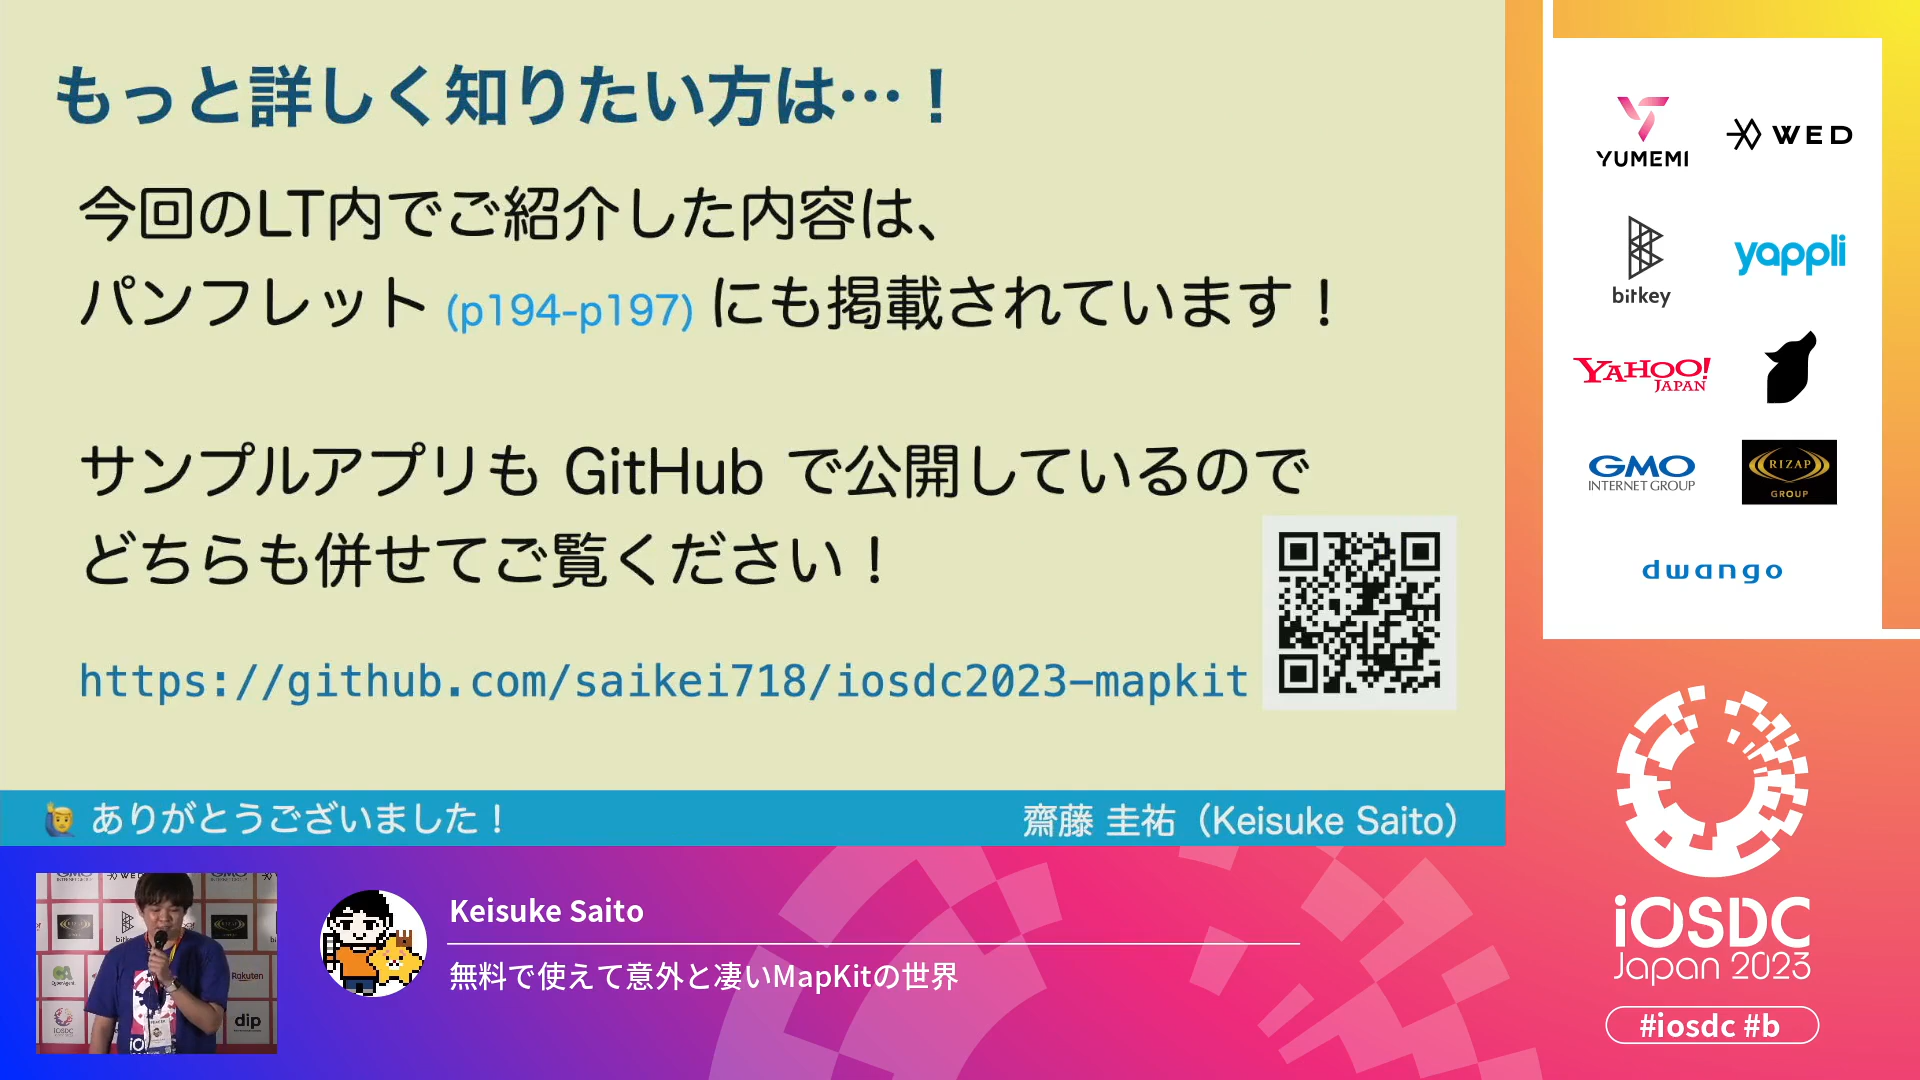 もっと詳しく知りたい方は…！
今回のLT内でご紹介した内容は、
パンフレット (p194-p197) にも掲載されています！
サンプルアプリも GitHub で公開しているので
どちらも併せてご覧ください！
https://github.com/saikei718/iosdc2023-mapkit
🙋‍♂️ ありがとうございました！
齋藤 圭祐（Keisuke Saito）
YUMEMI
WED
bitkey
yappli
YAHOO!
JAPAN
GMO
INTERNET GROUP
RIZAP
GROUP
dwango
iOSDC
Japan 2023
#iosdc #b
Keisuke Saito
無料で使えて意外と凄いMapKitの世界
Rakuten
dip